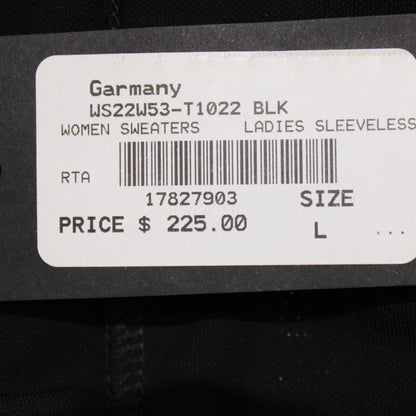 Garmany
WS22W53-T1022 BLK
WOMEN SWEATERS LADIES SLEEVELESS
RTA
17827903 SIZE
PRICE $ 225.00
L ...